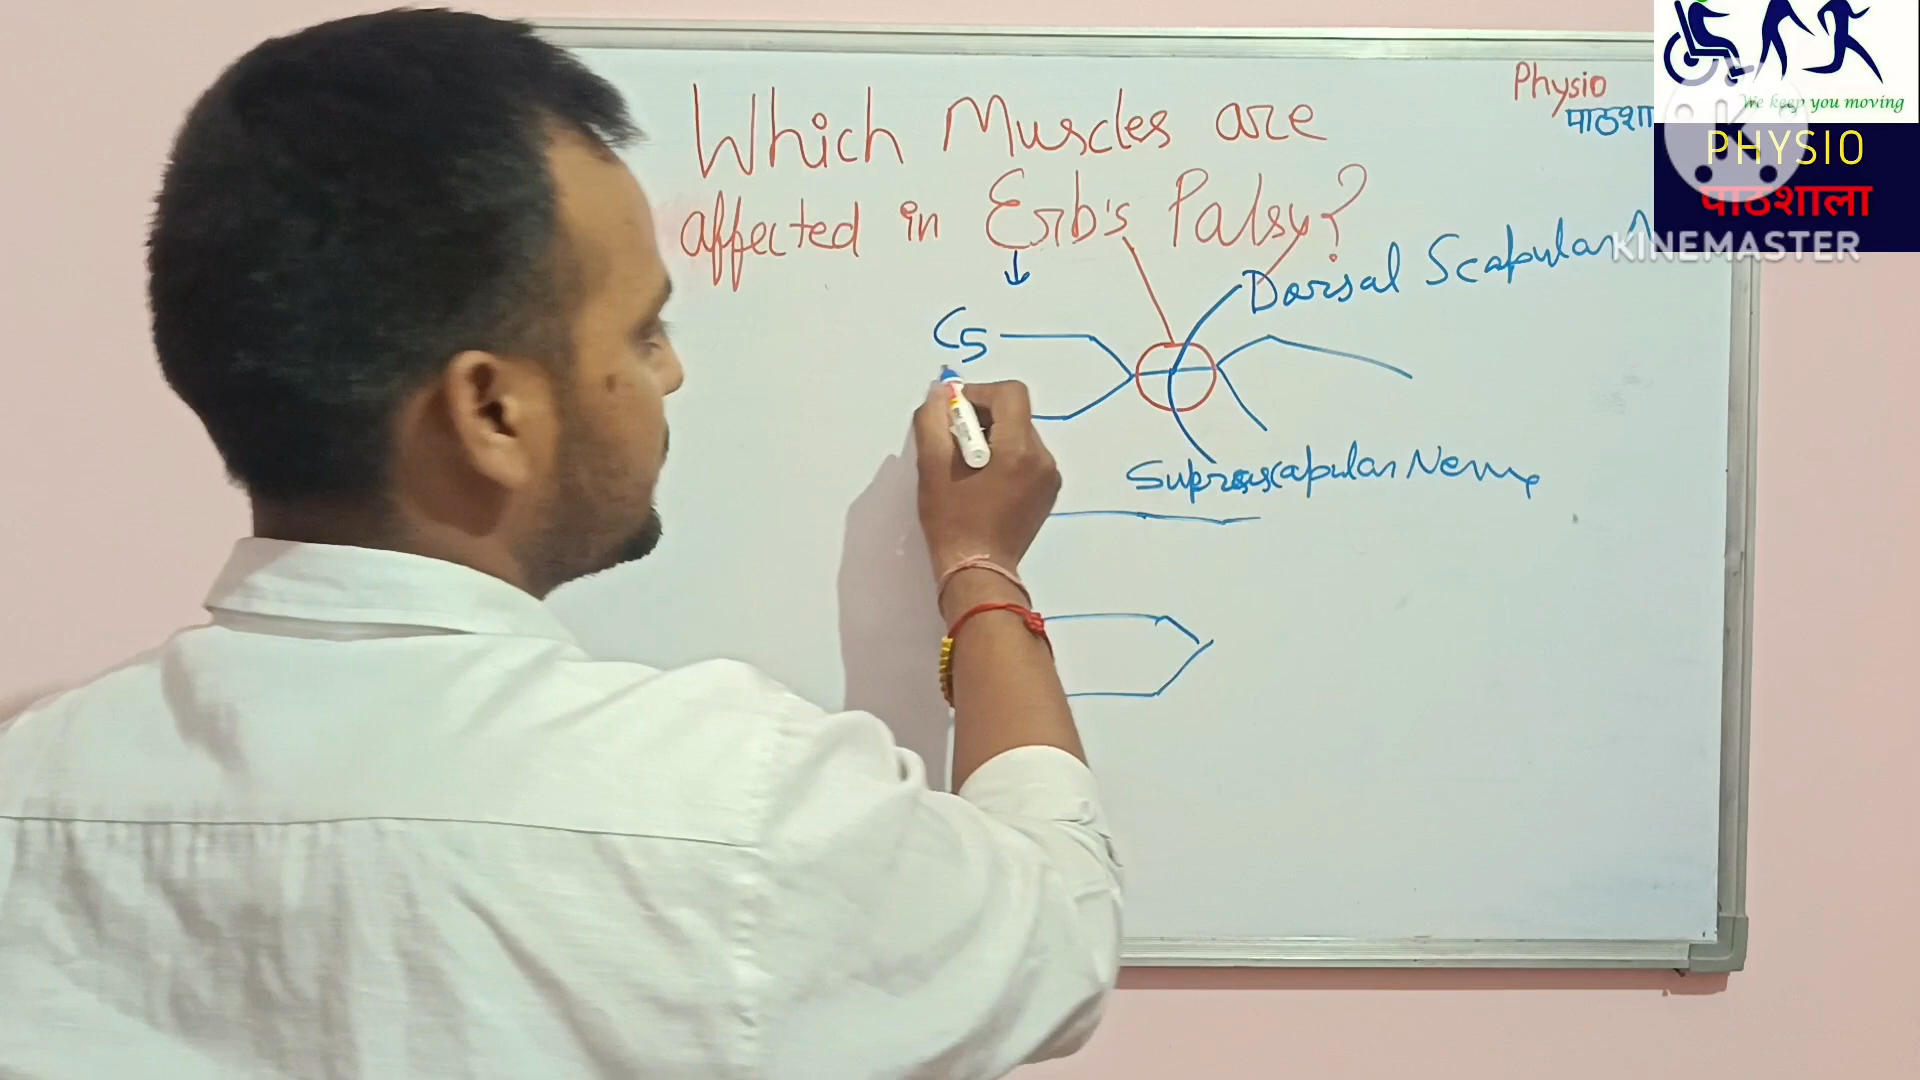 Which Muscles are
affected in Erb's Palsy?
Physio
पाठशा
We keep you moving
PHYSIO
पाठशाला
KINEMASTER
Dorsal Scapular N
C5
Suprascapular Nerve